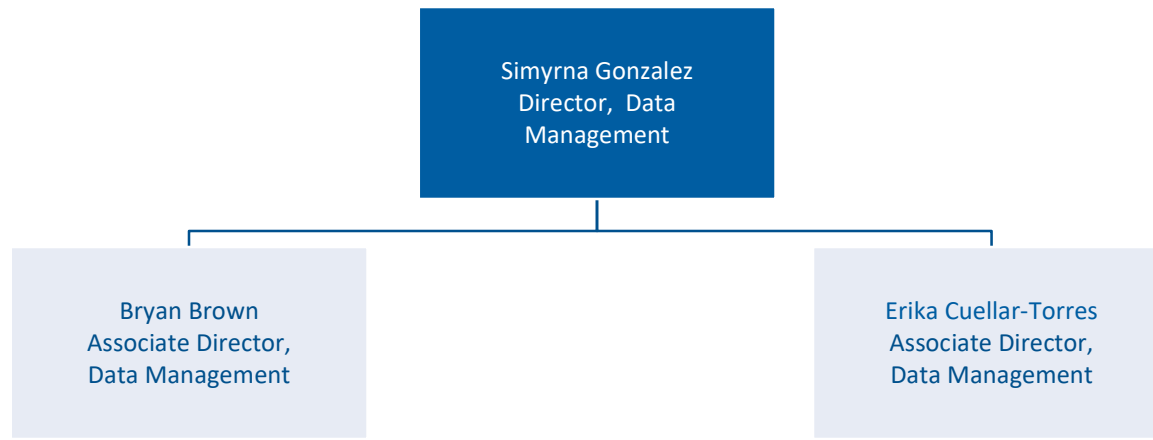 Simyrna Gonzalez
Director,  Data
Management
Bryan Brown
Associate Director,
Data Management
Erika Cuellar-Torres
Associate Director,
Data Management